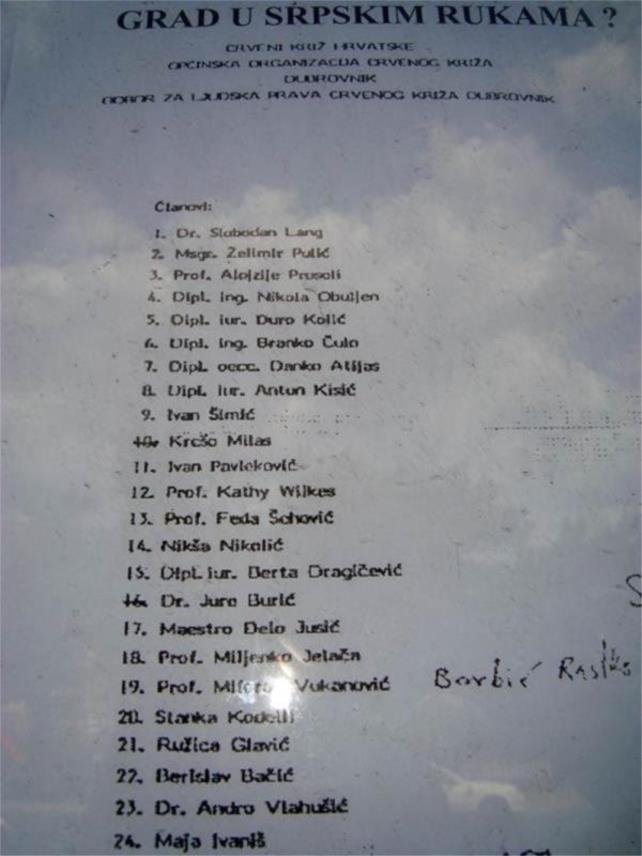 GRAD U SRPSKIM RUKAMA ?
CRVENI KRIŽ HRVATSKE
OPĆINSKA ORGANIZACIJA CRVENOG KRIŽA
DUBROVNIK
ODBOR ZA LJUDSKA PRAVA CRVENOG KRIŽA DUBROVNIK
Članovi:
1. Dr. Slobodan Lang
2. Msgr. Želimir Puljić
3. Prof. Alojzije Prosoli
4. Dipl. ing. Nikola Obuljen
5. Dipl. iur. Đuro Kolić
6. Dipl. ing. Branko Čulo
7. Dipl. oecc. Danko Atijas
8. Dipl. iur. Antun Kisić
9. Ivan Šimić
10. Krešo Milas
11. Ivan Pavleković
12. Prof. Kathy Wilkes
13. Prof. Feđa Šehović
14. Nikša Nikolić
15. Dipl. iur. Berta Dragičević
16. Dr. Jure Burić
17. Maestro Đelo Jusić
18. Prof. Miljenko Jelača
19. Prof. Vukanović Barbić
20. Stanka Kodelli
21. Ružica Glavić
22. Berislav Bačić
23. Dr. Andro Vlahušić
24. Maja Ivaniš